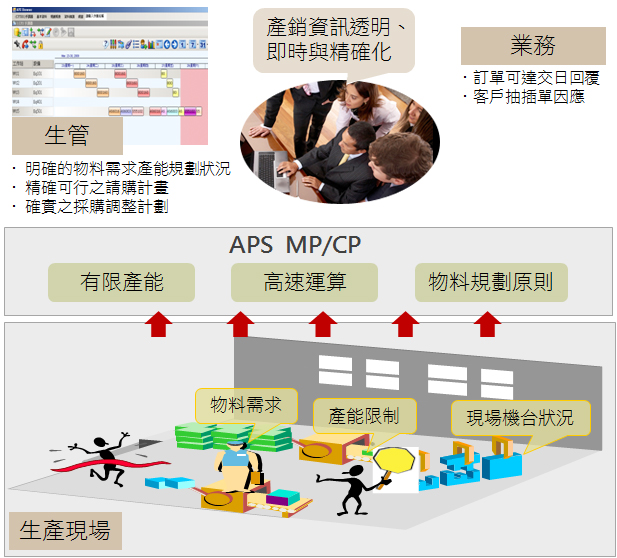 產銷資訊透明、
即時與精確化
業務
· 訂單可達交日回覆
· 客戶抽插單因應
生管
· 明確的物料需求產能規劃狀況
· 精確可行之請購計畫
· 確實之採購調整計劃
APS MP/CP
有限產能
高速運算
物料規劃原則
物料需求
產能限制
現場機台狀況
生產現場